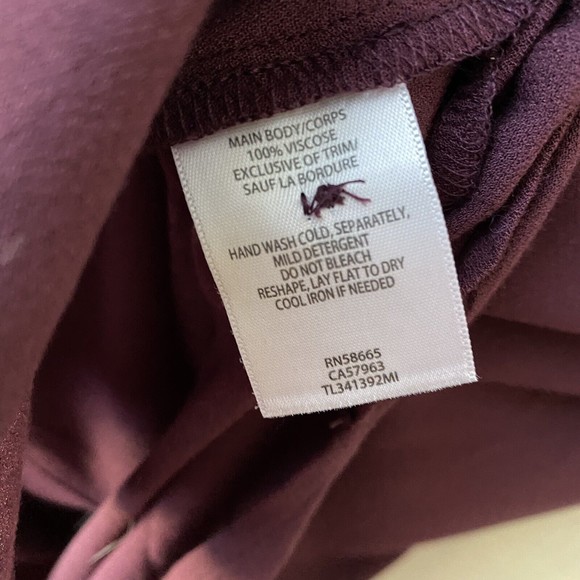 MAIN BODY/CORPS
100% VISCOSE
EXCLUSIVE OF TRIM/
SAUF LA BORDURE
HAND WASH COLD, SEPARATELY,
MILD DETERGENT
DO NOT BLEACH
RESHAPE, LAY FLAT TO DRY
COOL IRON IF NEEDED
RN58665
CA57963
TL341392MI